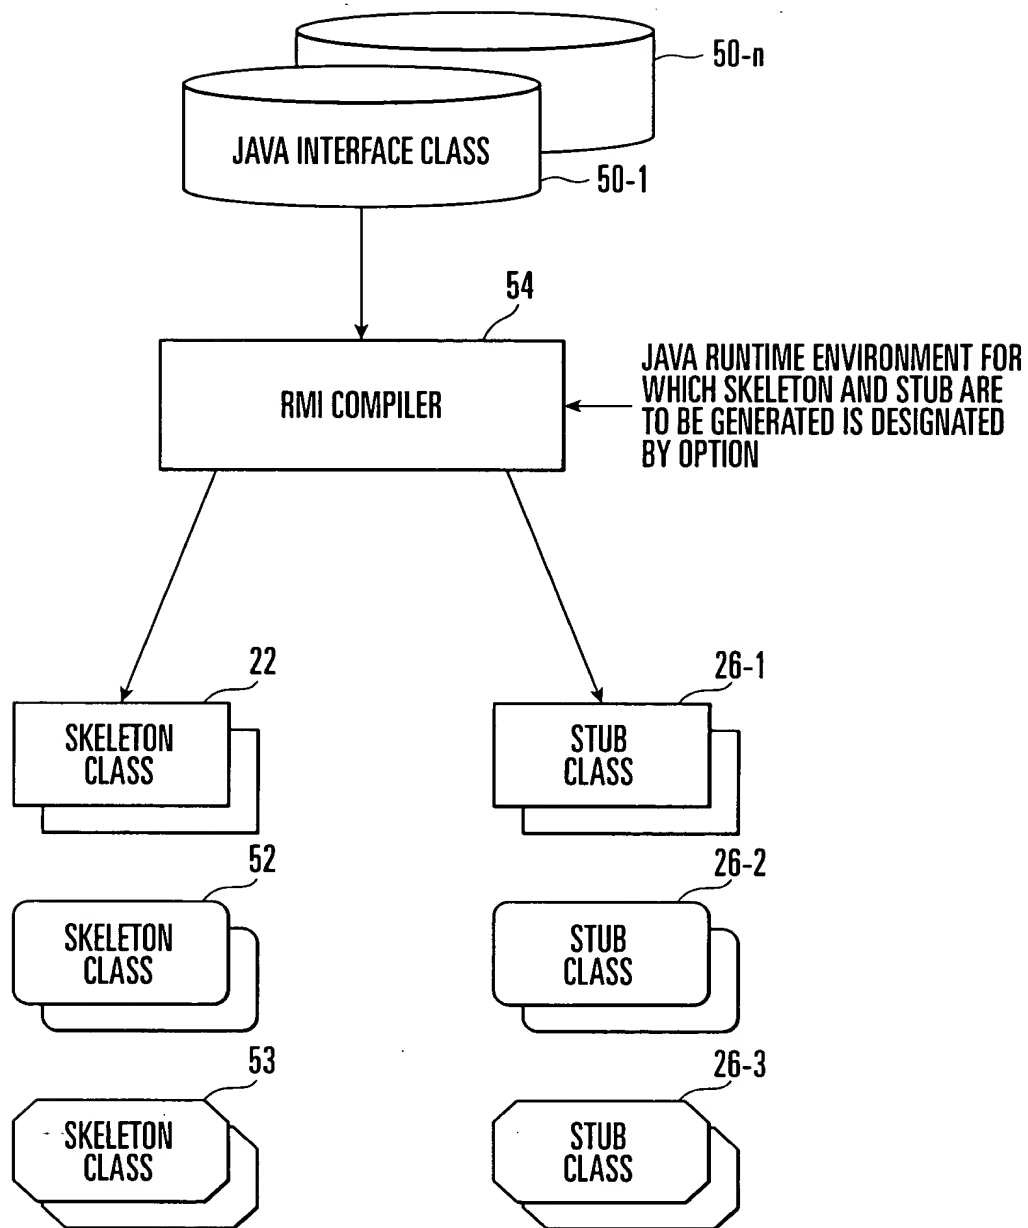 50-n
JAVA INTERFACE CLASS
50-1
54
RMI COMPILER
JAVA RUNTIME ENVIRONMENT FOR
WHICH SKELETON AND STUB ARE
TO BE GENERATED IS DESIGNATED
BY OPTION
22
SKELETON
CLASS
26-1
STUB
CLASS
52
SKELETON
CLASS
26-2
STUB
CLASS
53
SKELETON
CLASS
26-3
STUB
CLASS